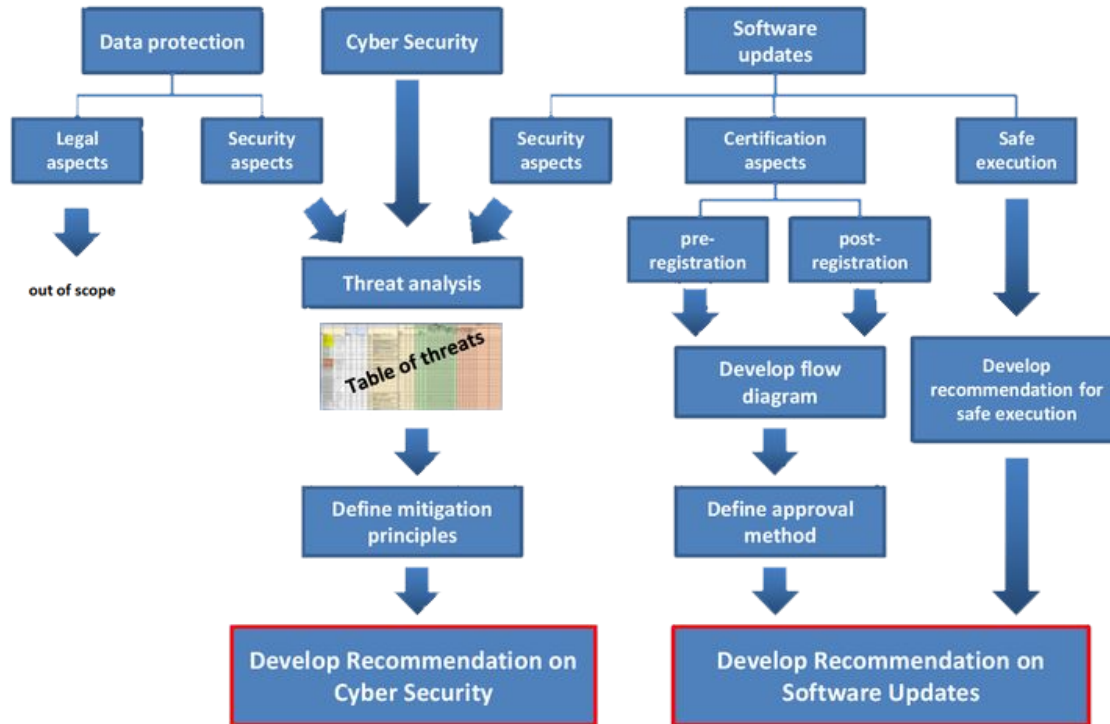 Data protection
Cyber Security
Software
updates
Legal
aspects
Security
aspects
Security
aspects
Certification
aspects
Safe
execution
pre-
registration
post-
registration
out of scope
Threat analysis
Table of threats
Develop flow
diagram
Develop
recommendation for
safe execution
Define mitigation
principles
Define approval
method
Develop Recommendation on
Cyber Security
Develop Recommendation on
Software Updates